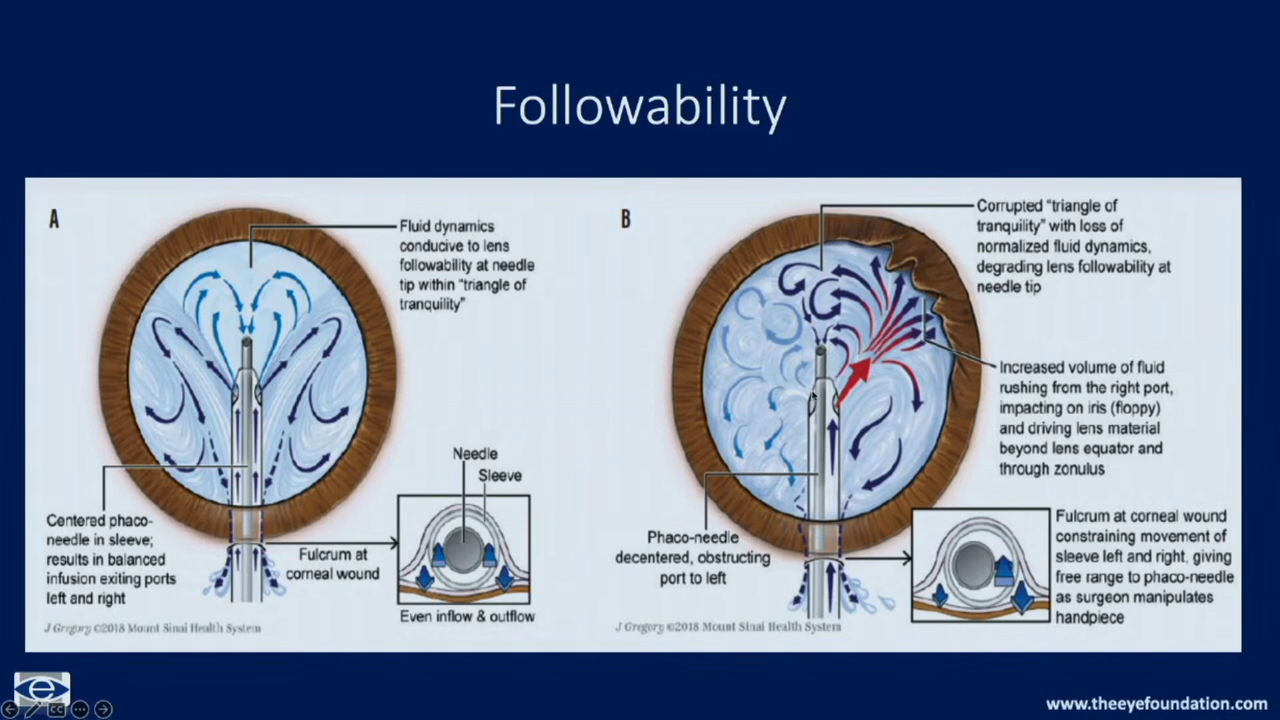 Followability
A
Fluid dynamics
conducive to lens
followability at needle
tip within "triangle of
tranquility"
Needle
Sleeve
Centered phaco-
needle in sleeve;
results in balanced
infusion exiting ports
left and right
Fulcrum at
corneal wound
Even inflow & outflow
J Gregory ©2018 Mount Sinai Health System
B
Corrupted "triangle of
tranquility" with loss of
normalized fluid dynamics,
degrading lens followability at
needle tip
Increased volume of fluid
rushing from the right port,
impacting on iris (floppy)
and driving lens material
beyond lens equator and
through zonulus
Phaco-needle
decentered, obstructing
port to left
Fulcrum at corneal wound
constraining movement of
sleeve left and right, giving
free range to phaco-needle
as surgeon manipulates
handpiece
J Gregory ©2018 Mount Sinai Health System
e
CC
www.theeyefoundation.com